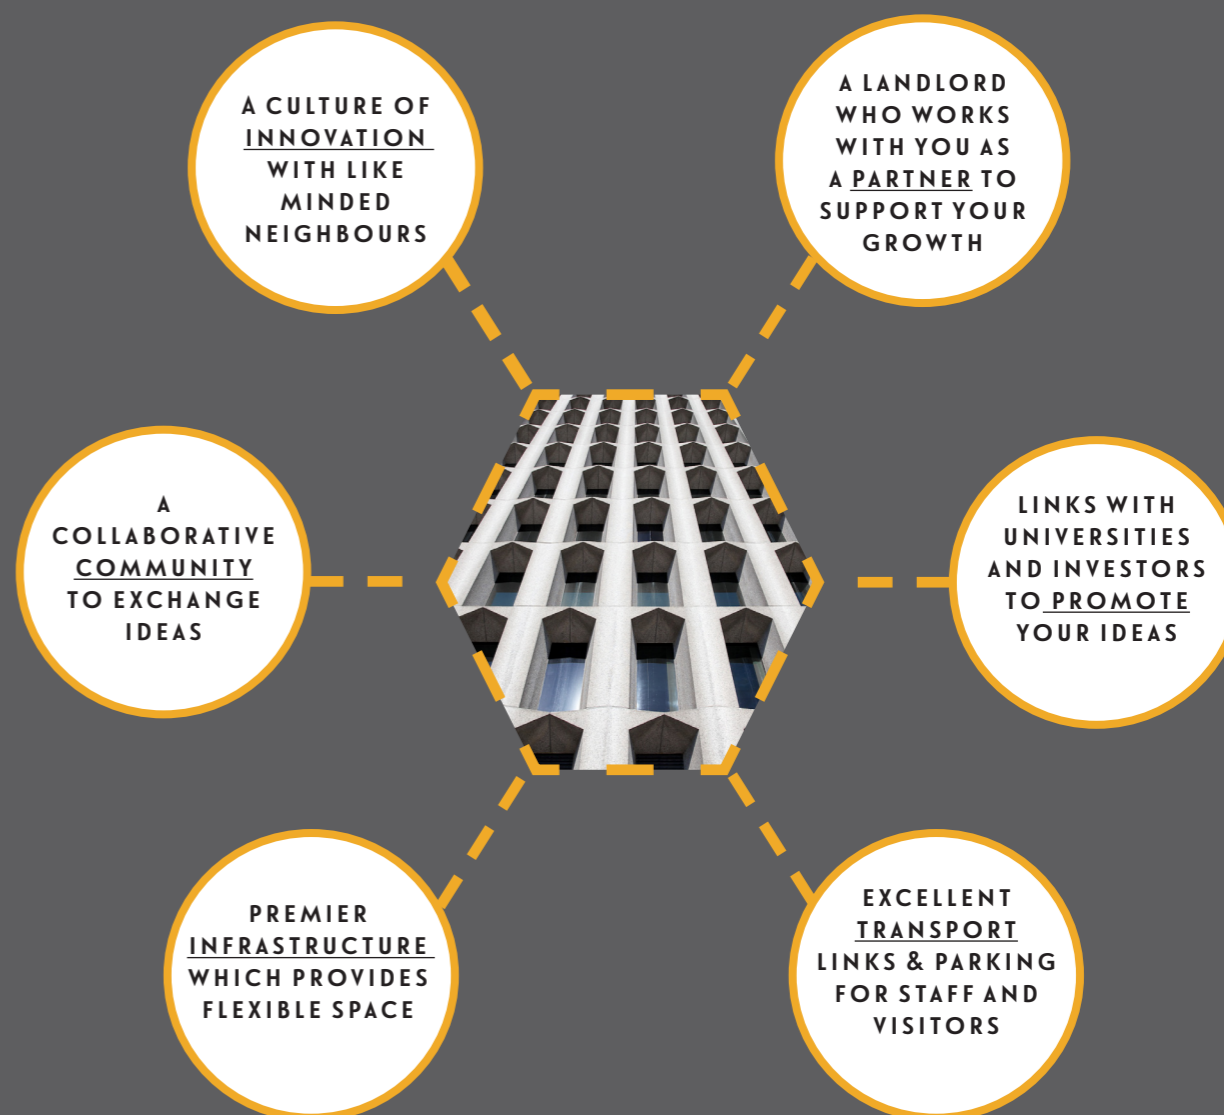 A CULTURE OF
INNOVATION
WITH LIKE
MINDED
NEIGHBOURS
A LANDLORD
WHO WORKS
WITH YOU AS
A PARTNER TO
SUPPORT YOUR
GROWTH
A
COLLABORATIVE
COMMUNITY
TO EXCHANGE
IDEAS
LINKS WITH
UNIVERSITIES
AND INVESTORS
TO PROMOTE
YOUR IDEAS
PREMIER
INFRASTRUCTURE
WHICH PROVIDES
FLEXIBLE SPACE
EXCELLENT
TRANSPORT
LINKS & PARKING
FOR STAFF AND
VISITORS